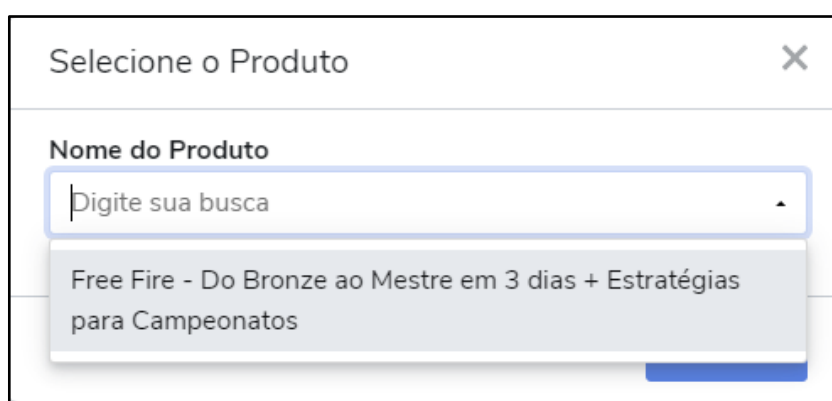 Selecione o Produto
Nome do Produto
Digite sua busca
Free Fire - Do Bronze ao Mestre em 3 dias + Estratégias
para Campeonatos